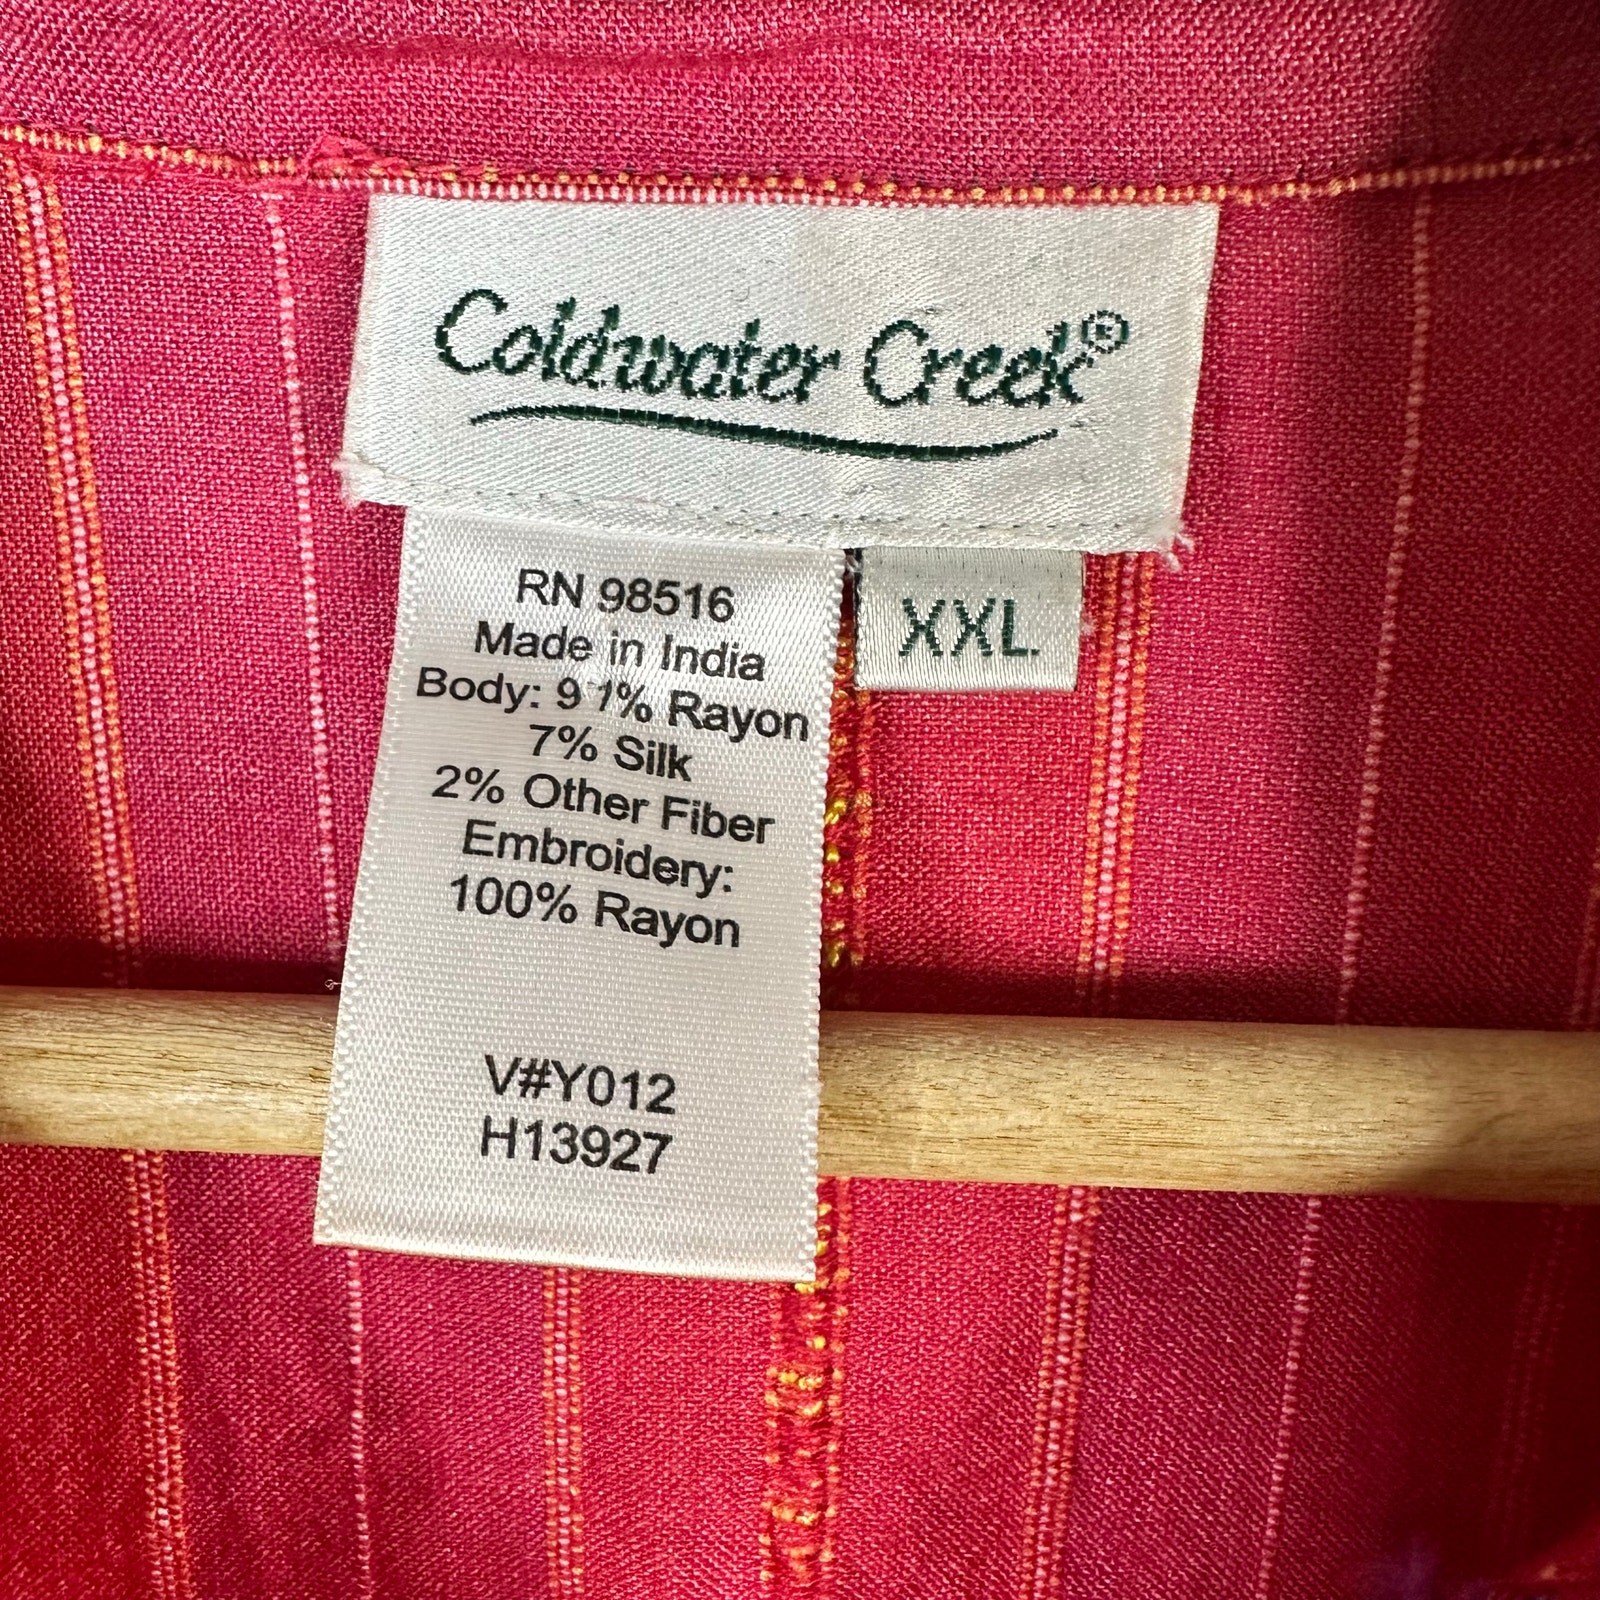 Coldwater Creek®
XXL
RN 98516
Made in India
Body: 91% Rayon
7% Silk
2% Other Fiber
Embroidery:
100% Rayon
V#Y012
H13927